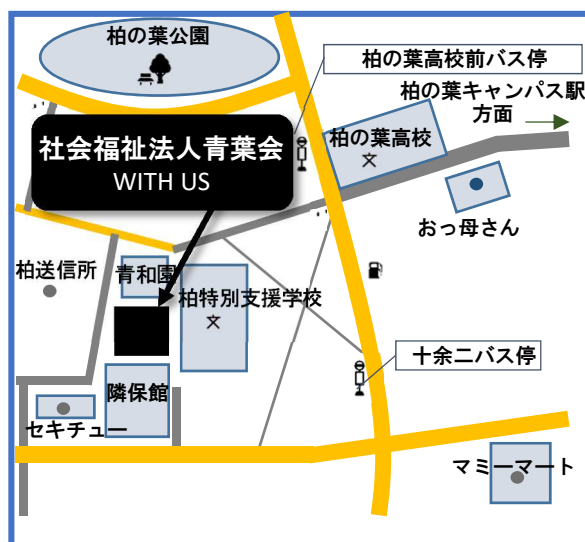 柏の葉公園
柏の葉高校前バス停
柏の葉キャンパス駅
方面
社会福祉法人青葉会
WITH US
柏の葉高校
おっ母さん
柏送信所
青和園
柏特別支援学校
十余二バス停
隣保館
セキチュー
マミーマート